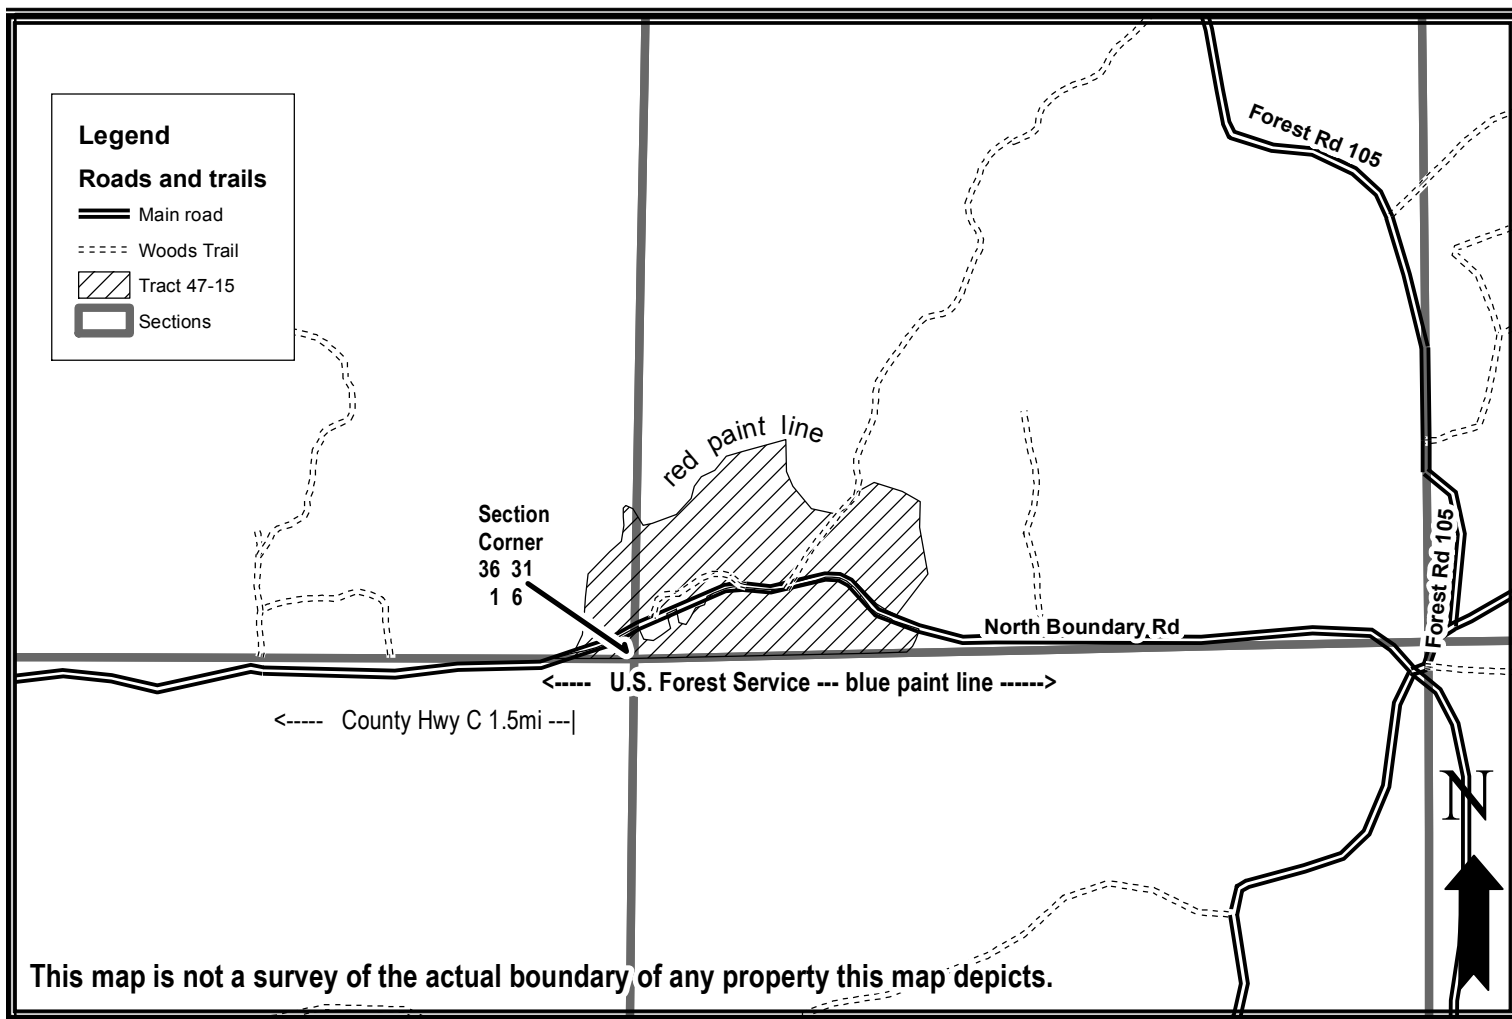 Legend
Roads and trails
Main road
Woods Trail
Tract 47-15
Sections
Forest Rd 105
red paint line
Section
Corner
36 31
1 6
Forest Rd 105
North Boundary Rd
<----- U.S. Forest Service --- blue paint line ------>
<----- County Hwy C 1.5mi ---|
N
This map is not a survey of the actual boundary of any property this map depicts.